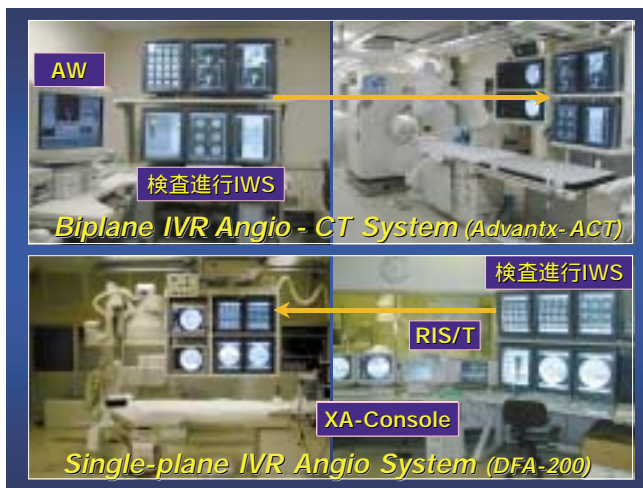 AW
検査進行IWS
Biplane IVR Angio - CT System (Advantx- ACT)
検査進行IWS
RIS/T
XA-Console
Single-plane IVR Angio System (DFA-200)